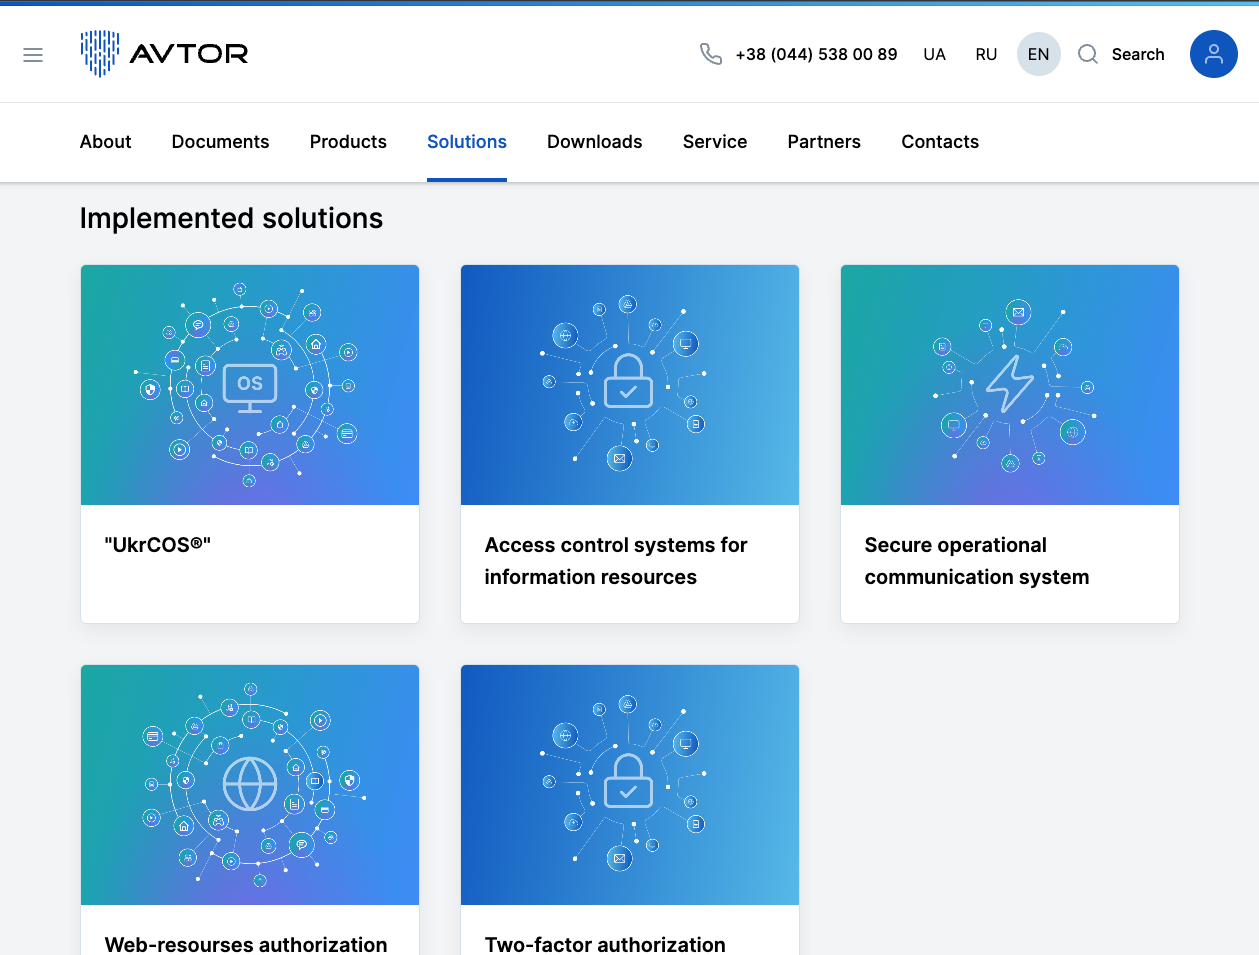 AVTOR
+38 (044) 538 00 89
UA
RU
EN
Search
About
Documents
Products
Solutions
Downloads
Service
Partners
Contacts
Implemented solutions
OS
"UkrCOS®"
Access control systems for
information resources
Secure operational
communication system
Web-resourses authorization
Two-factor authorization